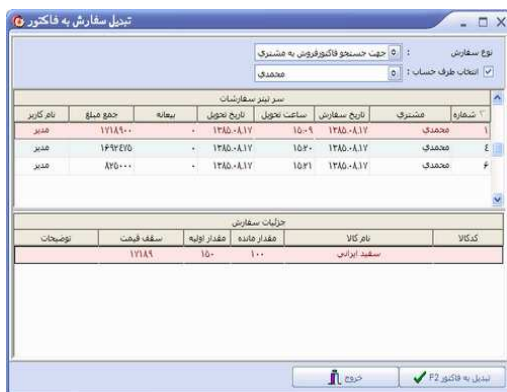 تبدیل سفارش به فاکتور
نوع سفارش : جهت جستجو فاکتورفروش به مشتری
انتخاب طرف حساب : محمدی
سر تیتر سفارشات
شماره مشتری تاریخ سفارش ساعت تحویل تاریخ تحویل بیعانه جمع مبلغ نام کاربر
۱ محمدی ۱۳۸۵.۰۸.۱۷ ۱۵:۰۹ ۱۳۸۵.۰۸.۱۷ ۰ ۱۷۱۸۹۰۰ مدیر
۴ محمدی ۱۳۸۵.۰۸.۱۷ ۱۵:۲۰ ۱۳۸۵.۰۸.۱۷ ۰ ۱۶۹۲۴۷۵ مدیر
۶ محمدی ۱۳۸۵.۰۸.۱۷ ۱۵:۲۱ ۱۳۸۵.۰۸.۱۷ ۰ ۸۲۵۰۰۰ مدیر
جزئیات سفارش
کدکالا نام کالا مقدار مانده مقدار اولیه سقف قیمت توضیحات
سفید ایرانی ۱۰۰ ۱۵۰ ۱۷۱۸۹
تبدیل به فاکتور F2 خروج